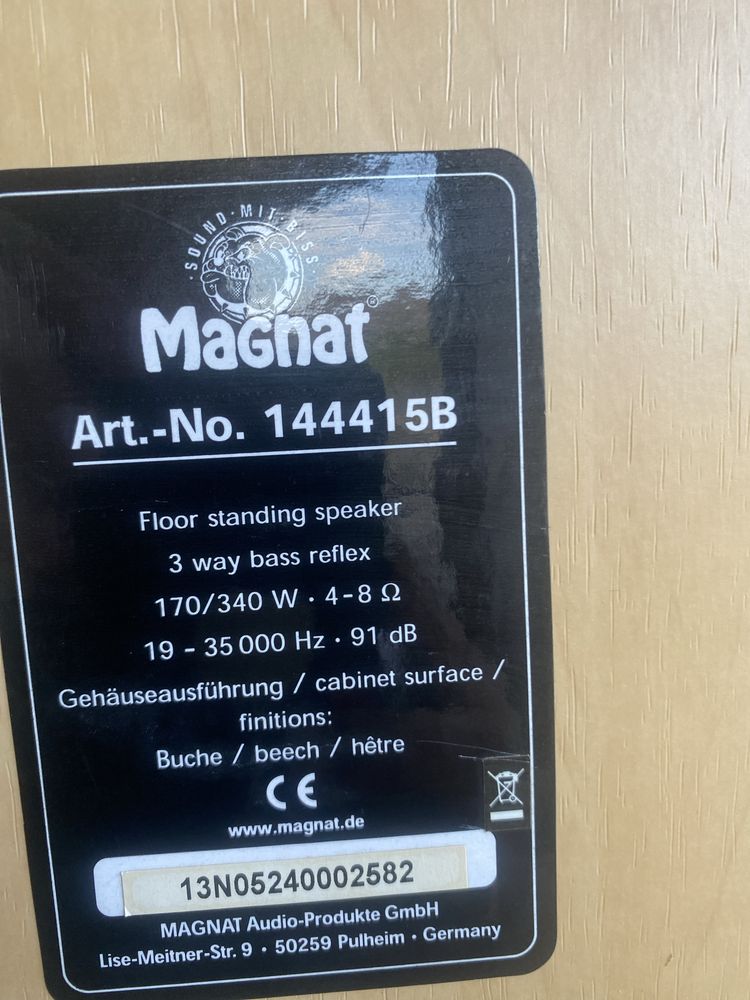 SOUND · MIT · BISS
Magnat®
Art.-No. 144415B
Floor standing speaker
3 way bass reflex
170/340 W · 4-8 Ω
19 - 35 000 Hz · 91 dB
Gehäuseausführung / cabinet surface /
finitions:
Buche / beech / hêtre
CE
www.magnat.de
13N05240002582
MAGNAT Audio-Produkte GmbH
Lise-Meitner-Str. 9 · 50259 Pulheim · Germany